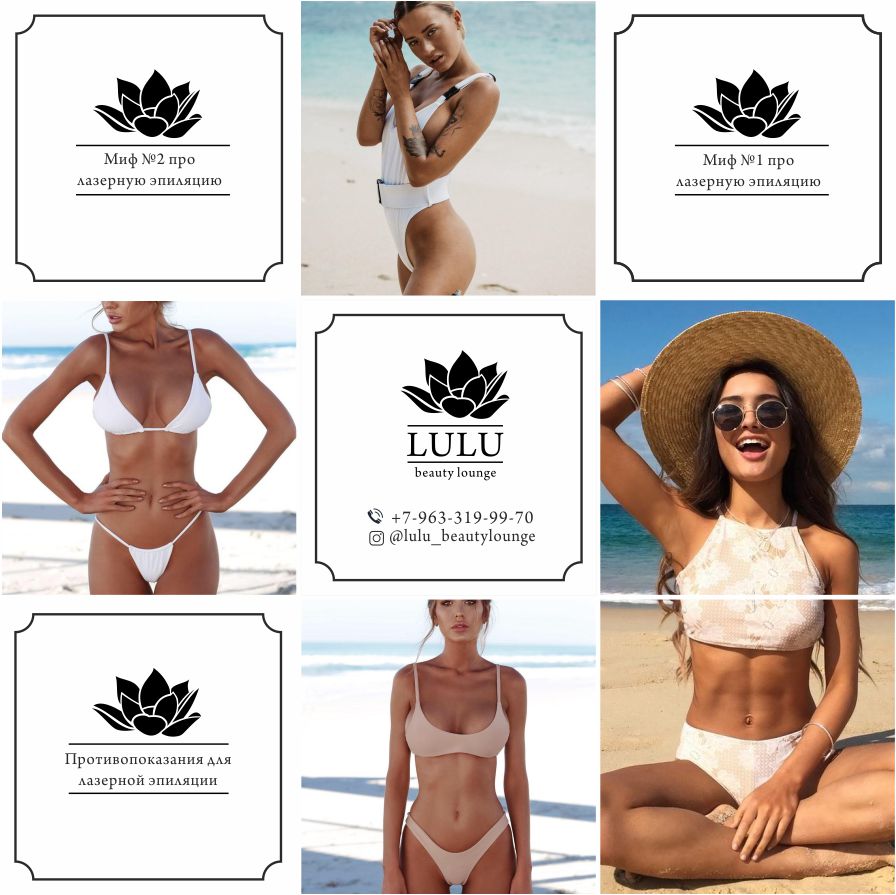 Миф №2 про
лазерную эпиляцию
Миф №1 про
лазерную эпиляцию
LULU
beauty lounge
+7-963-319-99-70
@lulu_beautylounge
Противопоказания для
лазерной эпиляции